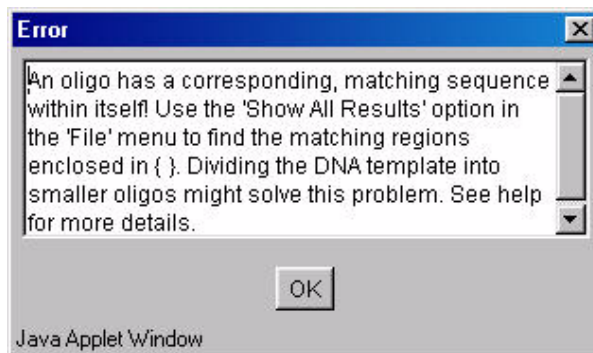 Error
An oligo has a corresponding, matching sequence
within itself! Use the 'Show All Results' option in
the 'File' menu to find the matching regions
enclosed in { }. Dividing the DNA template into
smaller oligos might solve this problem. See help
for more details.
OK
Java Applet Window